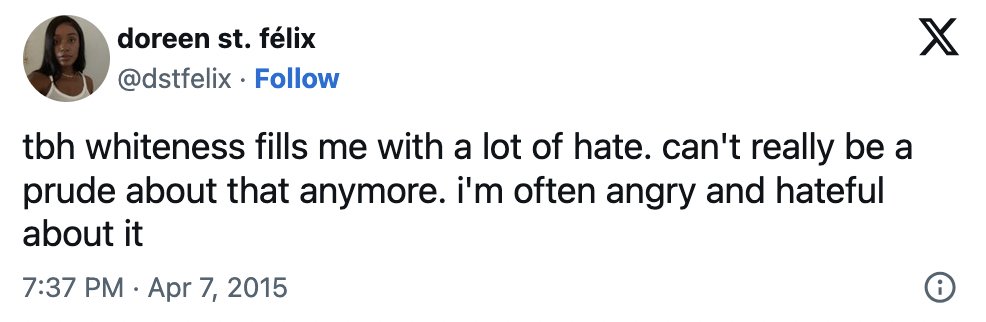 doreen st. félix
@dstfelix · Follow
tbh whiteness fills me with a lot of hate. can't really be a
prude about that anymore. i'm often angry and hateful
about it
7:37 PM · Apr 7, 2015